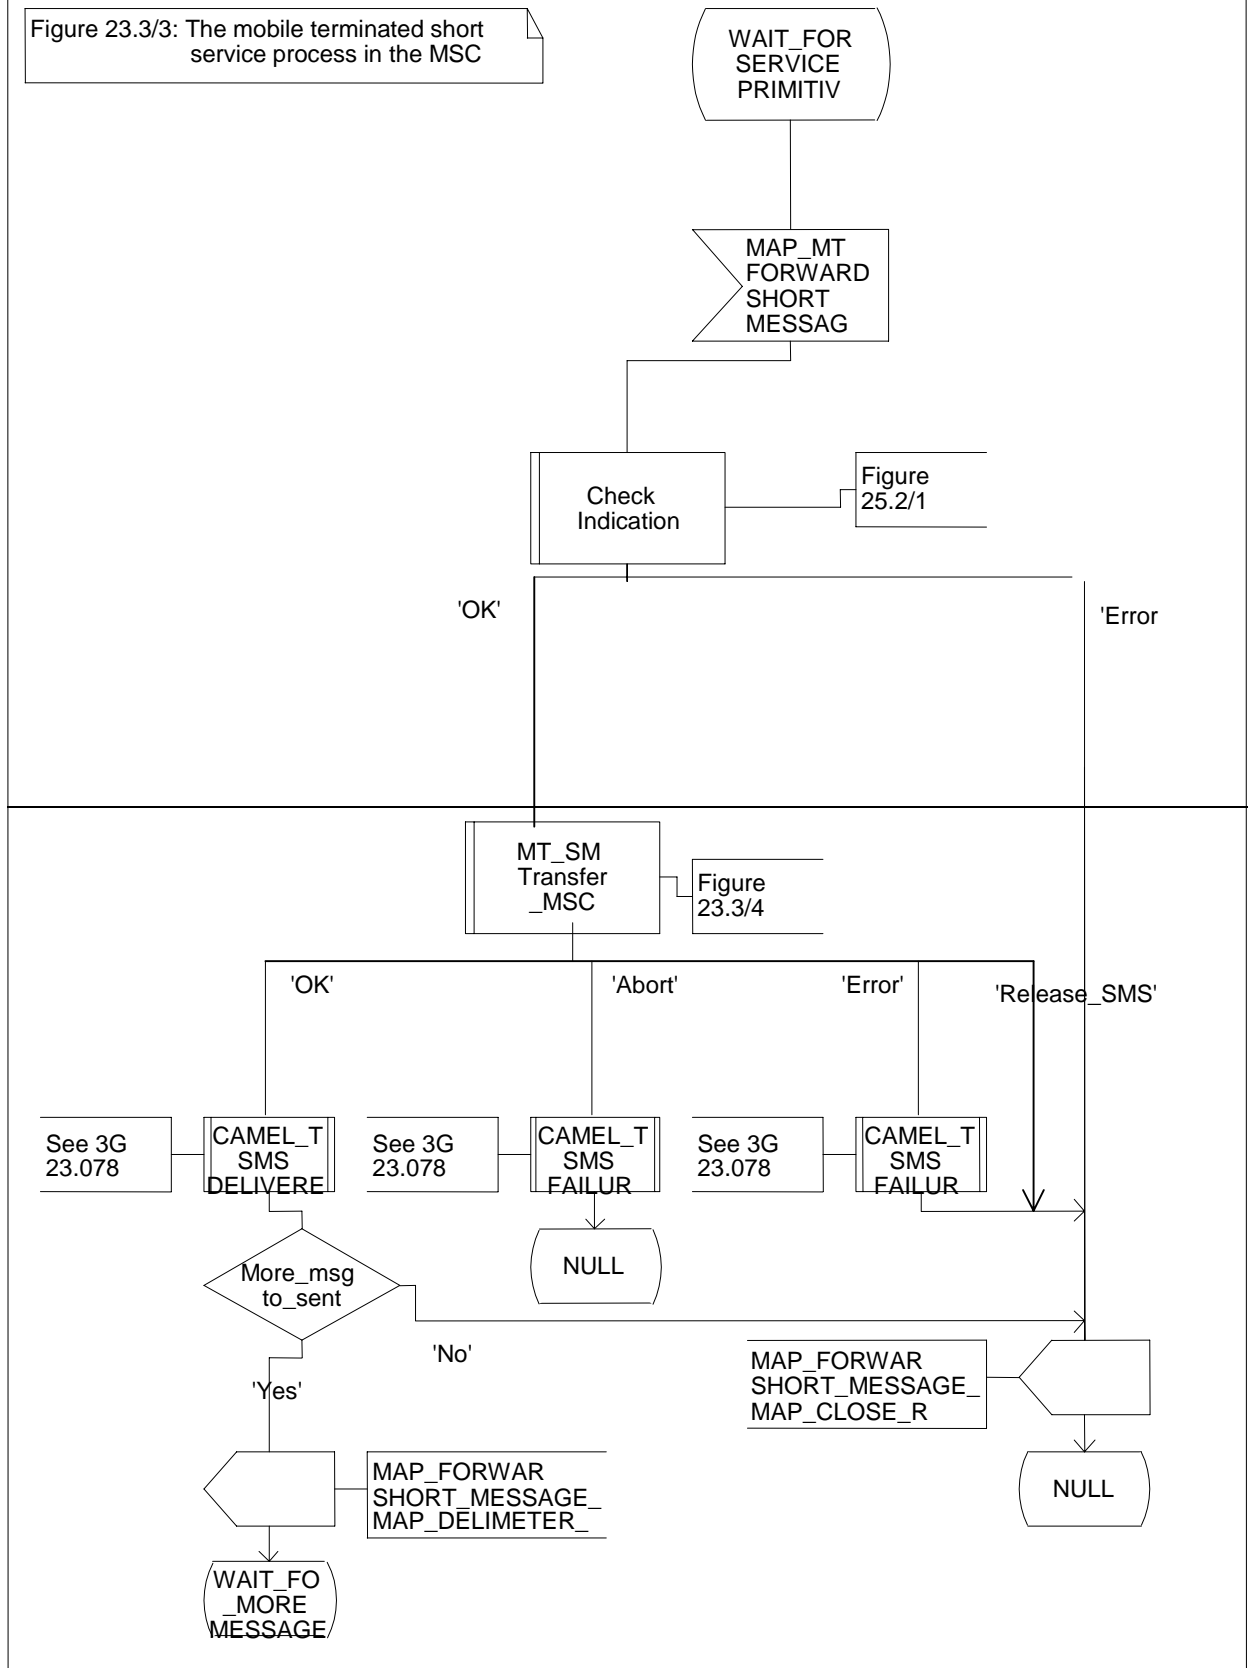 Figure 23.3/3: The mobile terminated short
service process in the MSC
WAIT_FOR
SERVICE
PRIMITIV
MAP_MT
FORWARD
SHORT
MESSAG
Check
Indication
Figure
25.2/1
'OK'
'Error
MT_SM
Transfer
_MSC
Figure
23.3/4
'OK'
'Abort'
'Error'
'Release_SMS'
See 3G
23.078
CAMEL_T
SMS
DELIVERE
See 3G
23.078
CAMEL_T
SMS
FAILUR
See 3G
23.078
CAMEL_T
SMS
FAILUR
More_msg
to_sent
NULL
'No'
'Yes'
MAP_FORWAR
SHORT_MESSAGE_
MAP_CLOSE_R
MAP_FORWAR
SHORT_MESSAGE_
MAP_DELIMETER_
NULL
WAIT_FO
_MORE
MESSAGE